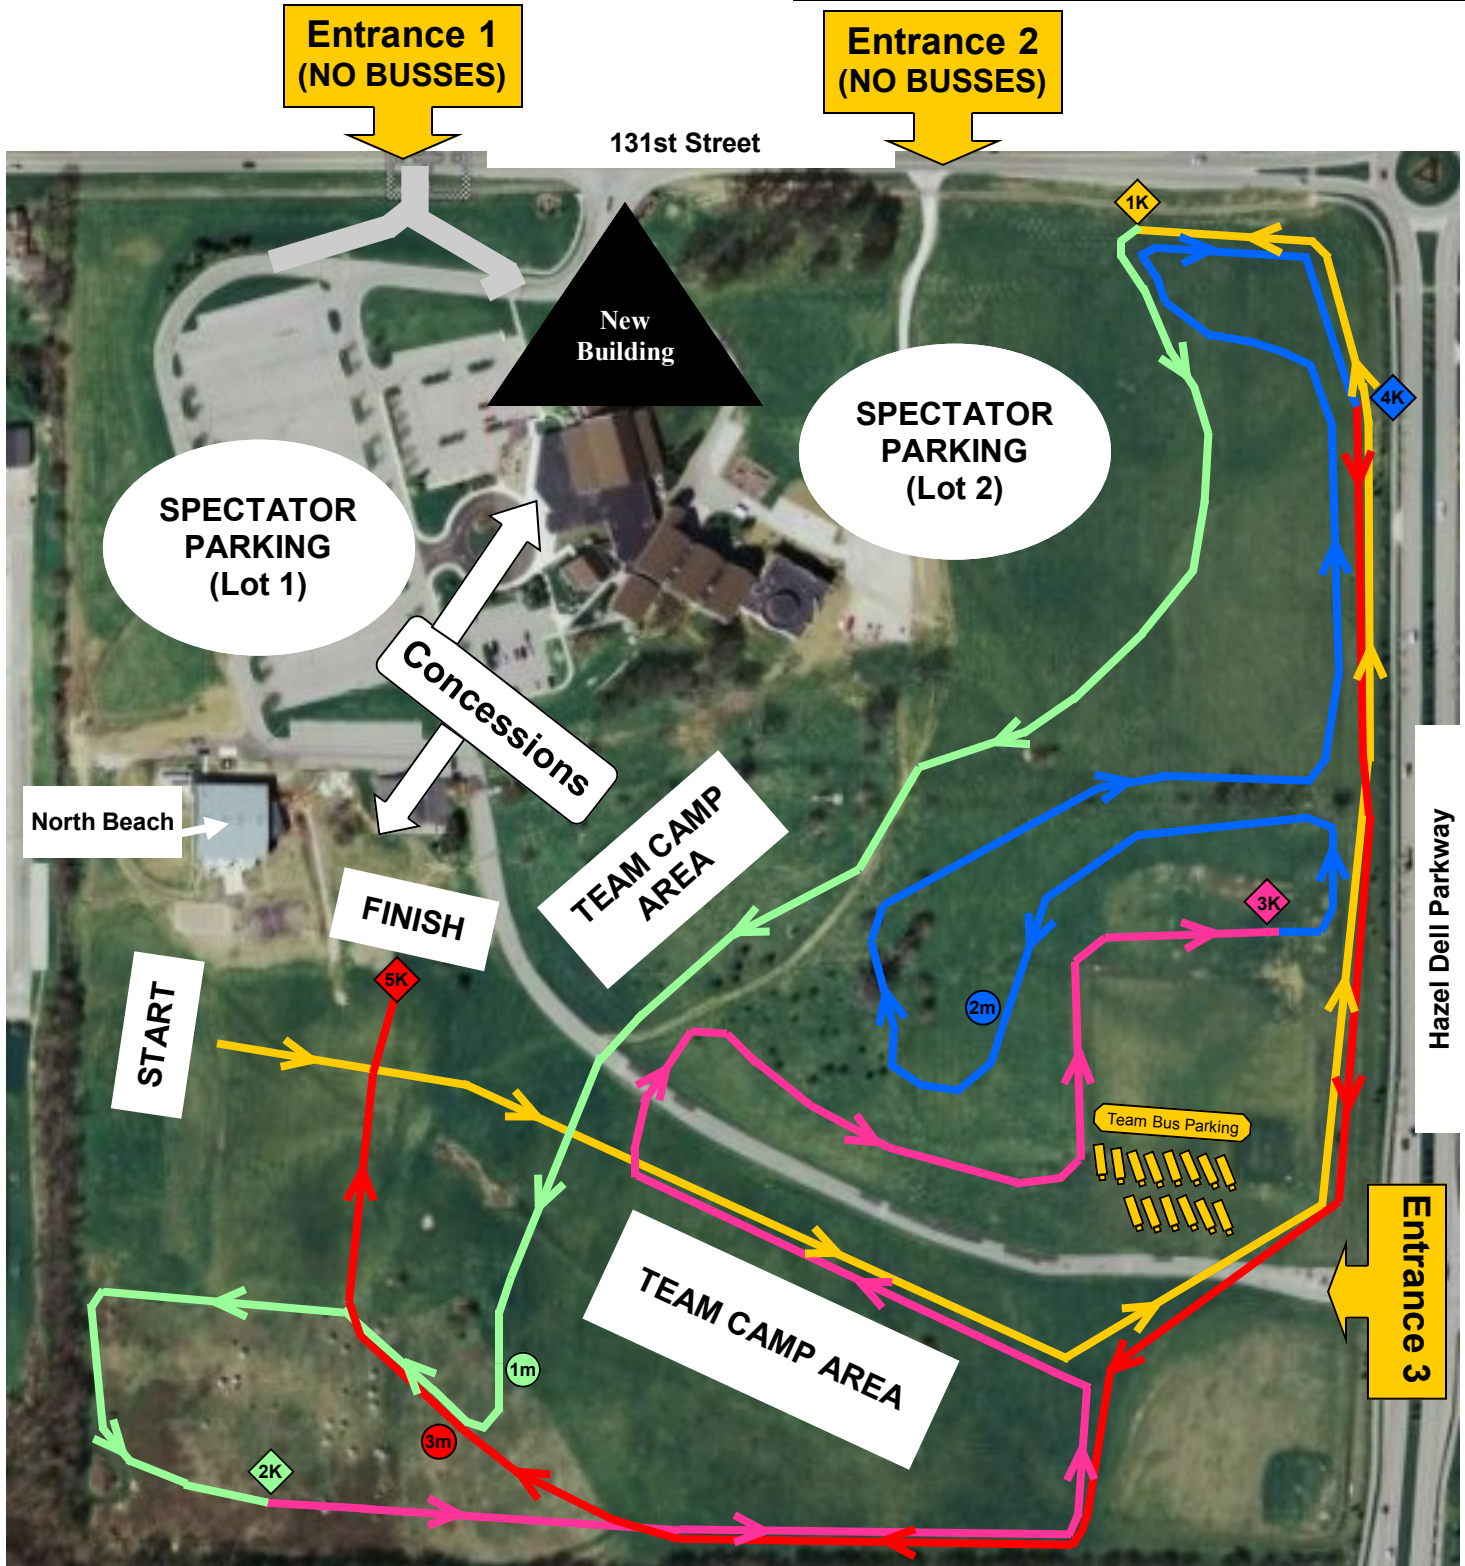 Entrance 1
(NO BUSSES)
Entrance 2
(NO BUSSES)
131st Street
1K
New
Building
4K
SPECTATOR
PARKING
(Lot 2)
SPECTATOR
PARKING
(Lot 1)
Concessions
North Beach
TEAM CAMP
AREA
Hazel Dell Parkway
FINISH
3K
5K
START
2m
Team Bus Parking
Entrance 3
TEAM CAMP AREA
1m
3m
2K